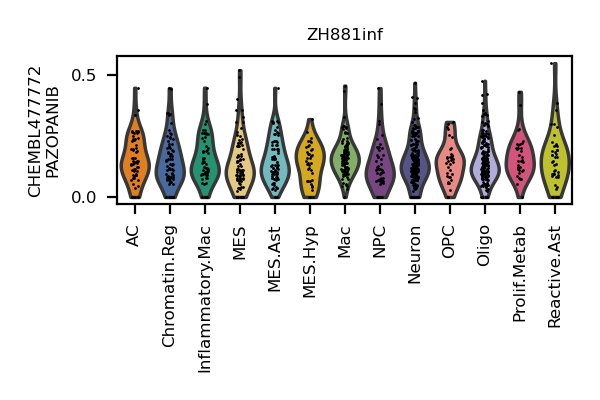 ZH881inf
CHEMBL477772
PAZOPANIB
0.5
0.0
AC
Chromatin.Reg
Inflammatory.Mac
MES
MES.Ast
MES.Hyp
Mac
NPC
Neuron
OPC
Oligo
Prolif.Metab
Reactive.Ast